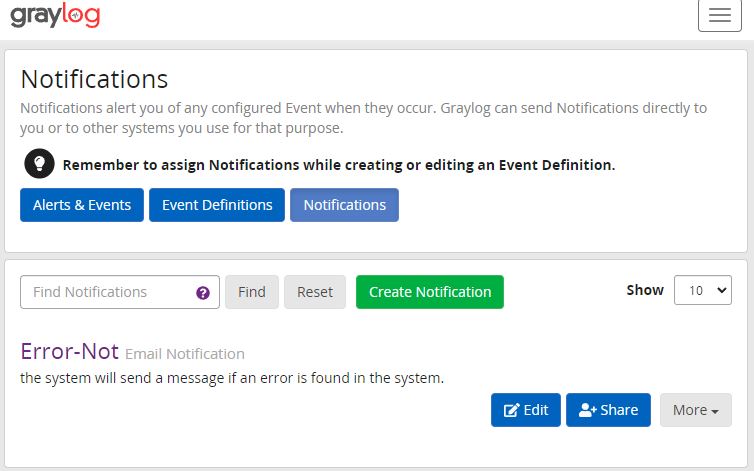 graylog
Notifications
Notifications alert you of any configured Event when they occur. Graylog can send Notifications directly to
you or to other systems you use for that purpose.
Remember to assign Notifications while creating or editing an Event Definition.
Alerts & Events Event Definitions Notifications
Find Notifications ? Find Reset Create Notification Show 10
Error-Not Email Notification
the system will send a message if an error is found in the system.
Edit Share More